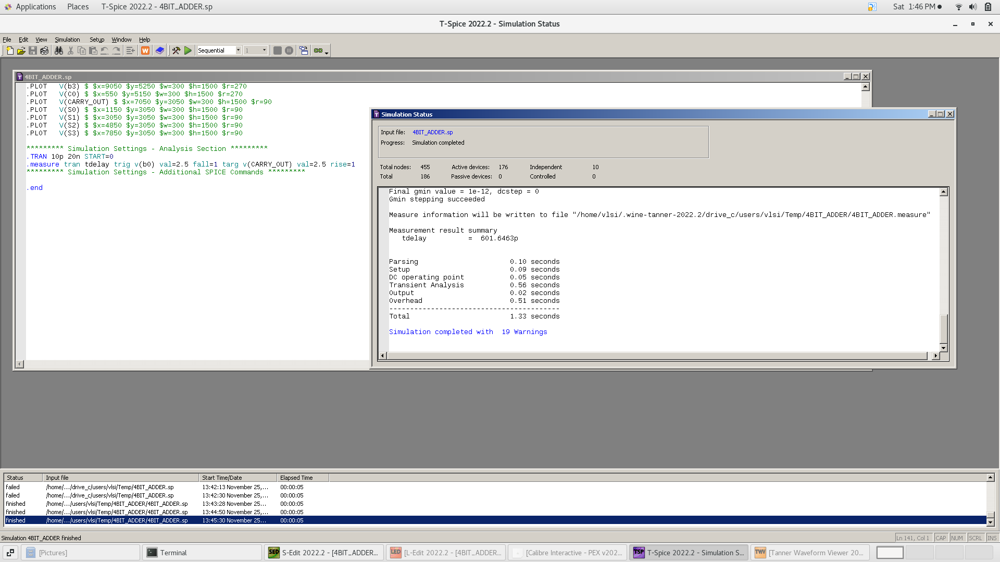 Applications Places T-Spice 2022.2 - 4BIT_ADDER.sp Sat 1:46 PM
T-Spice 2022.2 - Simulation Status
File Edit View Simulation Setup Window Help
Sequential 1
4BIT_ADDER.sp
.PLOT V(b3) $ $x=9050 $y=5250 $w=300 $h=1500 $r=270
.PLOT V(C0) $ $x=550 $y=5150 $w=300 $h=1500 $r=270
.PLOT V(CARRY_OUT) $ $x=7050 $y=3050 $w=300 $h=1500 $r=90
.PLOT V(S0) $ $x=1150 $y=3050 $w=300 $h=1500 $r=90
.PLOT V(S1) $ $x=3050 $y=3050 $w=300 $h=1500 $r=90
.PLOT V(S2) $ $x=4850 $y=3050 $w=300 $h=1500 $r=90
.PLOT V(S3) $ $x=7850 $y=3050 $w=300 $h=1500 $r=90
********* Simulation Settings - Analysis Section *********
.TRAN 10p 20n START=0
.measure tran tdelay trig v(b0) val=2.5 fall=1 targ v(CARRY_OUT) val=2.5 rise=1
********* Simulation Settings - Additional SPICE Commands *********
.end
Simulation Status
Input file: 4BIT_ADDER.sp
Progress: Simulation completed
Total nodes: 455 Active devices: 176 Independent 10
Total 186 Passive devices: 0 Controlled 0
Final gmin value = 1e-12, dcstep = 0
Gmin stepping succeeded
Measure information will be written to file "/home/vlsi/.wine-tanner-2022.2/drive_c/users/vlsi/Temp/4BIT_ADDER/4BIT_ADDER.measure"
Measurement result summary
tdelay = 601.6463p
Parsing 0.10 seconds
Setup 0.09 seconds
DC operating point 0.05 seconds
Transient Analysis 0.56 seconds
Output 0.02 seconds
Overhead 0.51 seconds
-----------------------------------------
Total 1.33 seconds
Simulation completed with 19 Warnings
Status Input file Start Time/Date Elapsed Time
failed /home/.../drive_c/users/vlsi/Temp/4BIT_ADDER.sp 13:42:13 November 25,... 00:00:05
failed /home/.../drive_c/users/vlsi/Temp/4BIT_ADDER.sp 13:42:30 November 25,... 00:00:05
finished /home/.../users/vlsi/Temp/4BIT_ADDER/4BIT_ADDER.sp 13:43:28 November 25... 00:00:05
finished /home/.../users/vlsi/Temp/4BIT_ADDER/4BIT_ADDER.sp 13:44:50 November 25... 00:00:05
finished /home/.../users/vlsi/Temp/4BIT_ADDER/4BIT_ADDER.sp 13:45:30 November 25... 00:00:05
Simulation 4BIT_ADDER finished Ln 141, Col 1 CAP NUM SCRL INS
[Pictures] Terminal SED S-Edit 2022.2 - [4BIT_ADDER... LED [L-Edit 2022.2 - [4BIT_ADDER... [Calibre Interactive - PEX v202... TSP T-Spice 2022.2 - Simulation S... TWV [Tanner Waveform Viewer 20...